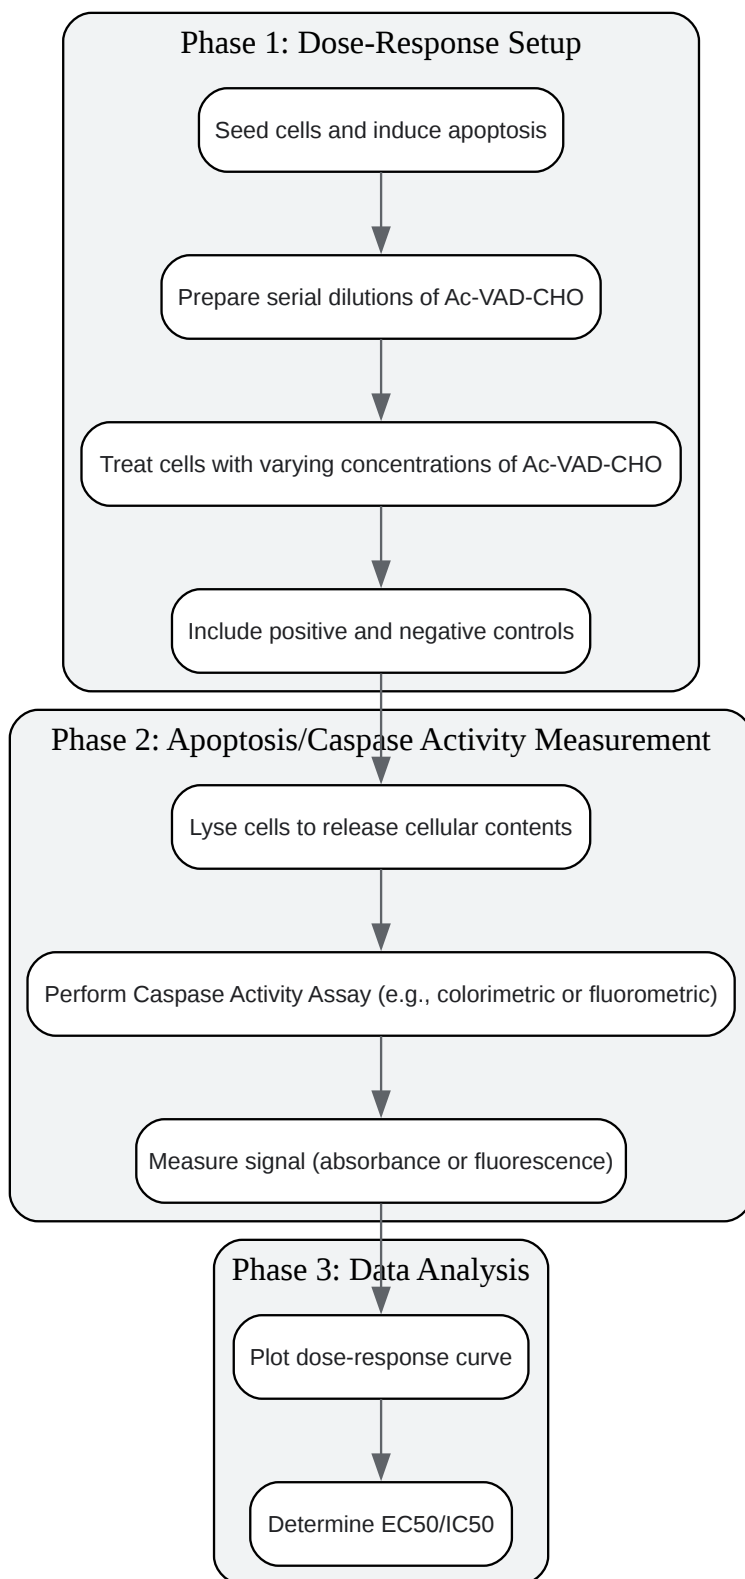 Phase 1: Dose-Response Setup
Seed cells and induce apoptosis
Prepare serial dilutions of Ac-VAD-CHO
Treat cells with varying concentrations of Ac-VAD-CHO
Include positive and negative controls
Phase 2: Apoptosis/Caspase Activity Measurement
Lyse cells to release cellular contents
Perform Caspase Activity Assay (e.g., colorimetric or fluorometric)
Measure signal (absorbance or fluorescence)
Phase 3: Data Analysis
Plot dose-response curve
Determine EC50/IC50